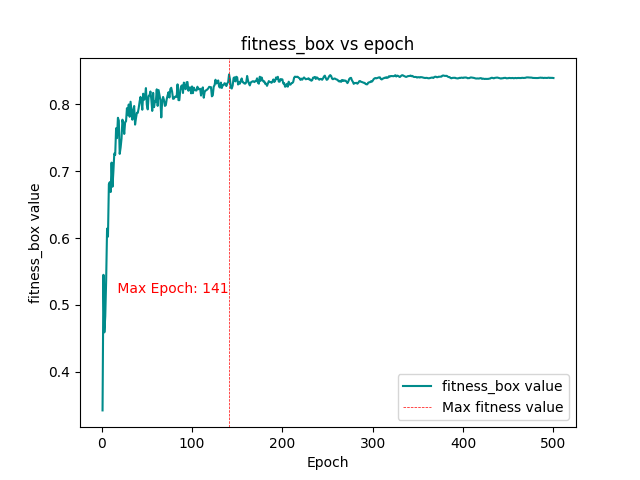 fitness_box vs epoch
fitness_box value
0.8
0.7
0.6
0.5
0.4
Max Epoch: 141
fitness_box value
Max fitness value
0
100
200
300
400
500
Epoch